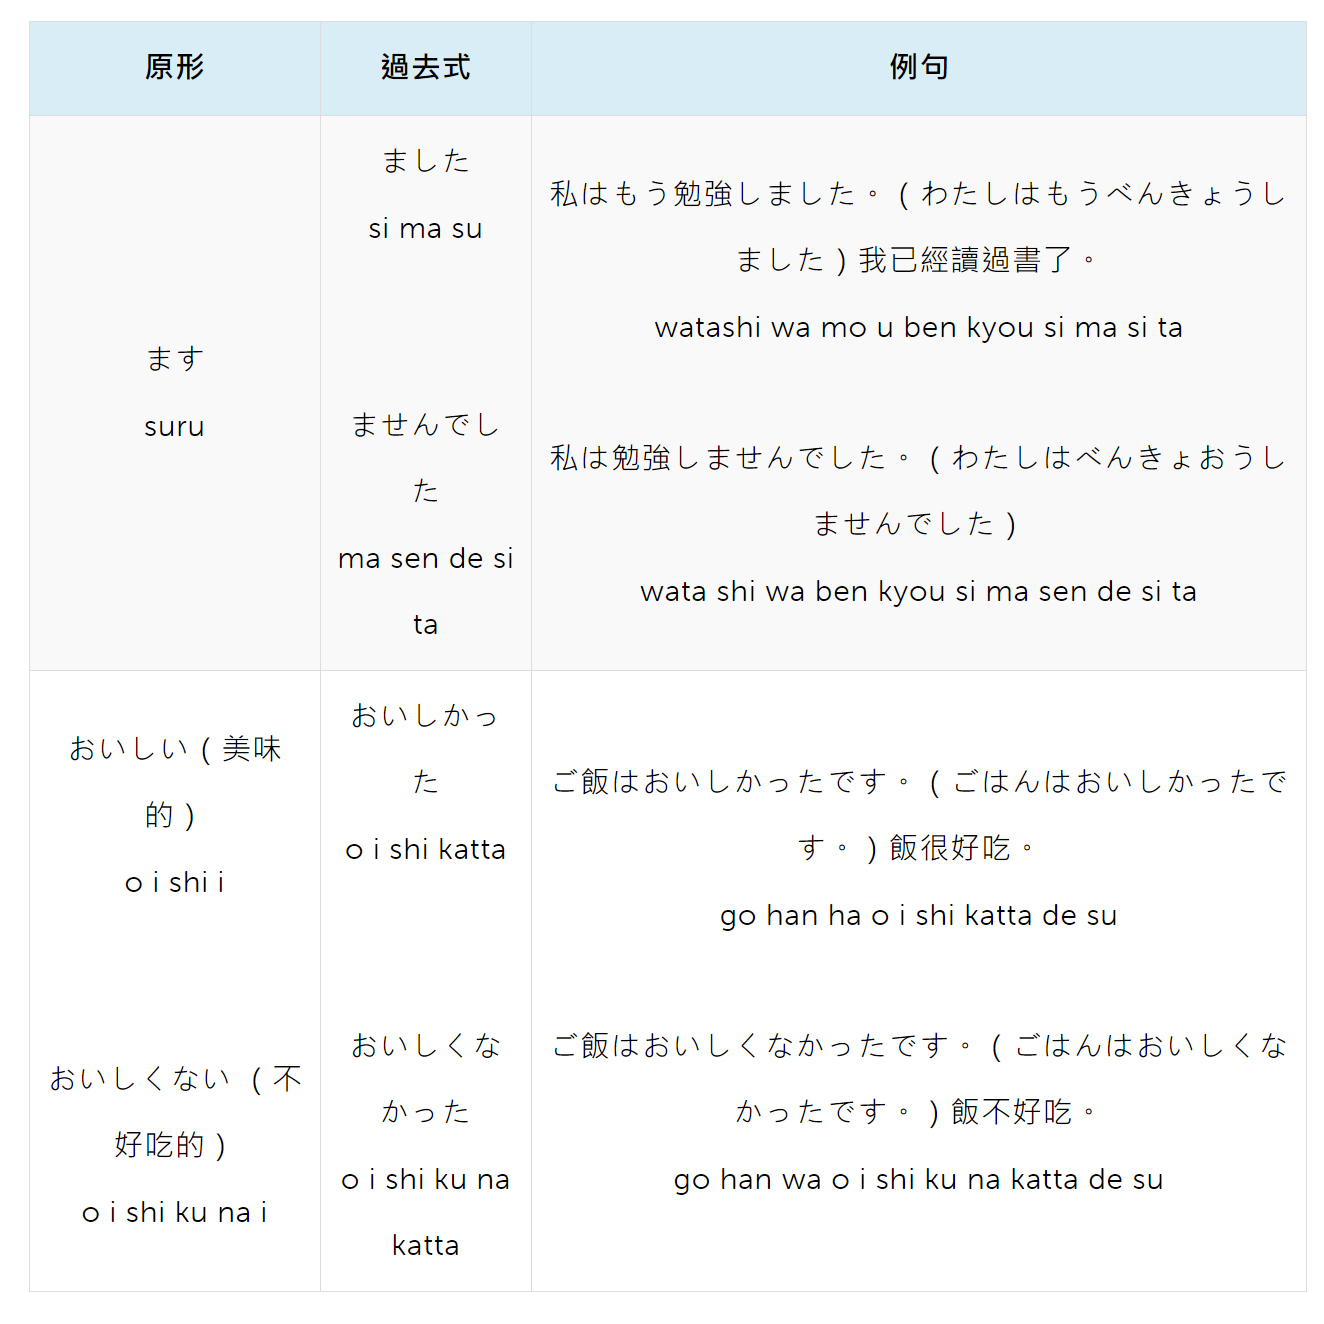 原形
過去式
例句
ます
suru
ました
si ma su
ませんでし
た
ma sen de si
ta
私はもう勉強しました。(わたしはもうべんきょうし
ました)我已經讀過書了。
watashi wa mo u ben kyou si ma si ta
私は勉強しませんでした。(わたしはべんきょおうし
ませんでした)
wata shi wa ben kyou si ma sen de si ta
おいしい(美味
的)
o i shi i
おいしくない (不
好吃的)
o i shi ku na i
おいしかっ
た
o i shi katta
おいしくな
かった
o i shi ku na
katta
ご飯はおいしかったです。(ごはんはおいしかったで
す。)飯很好吃。
go han ha o i shi katta de su
ご飯はおいしくなかったです。(ごはんはおいしくな
かったです。)飯不好吃。
go han wa o i shi ku na katta de su